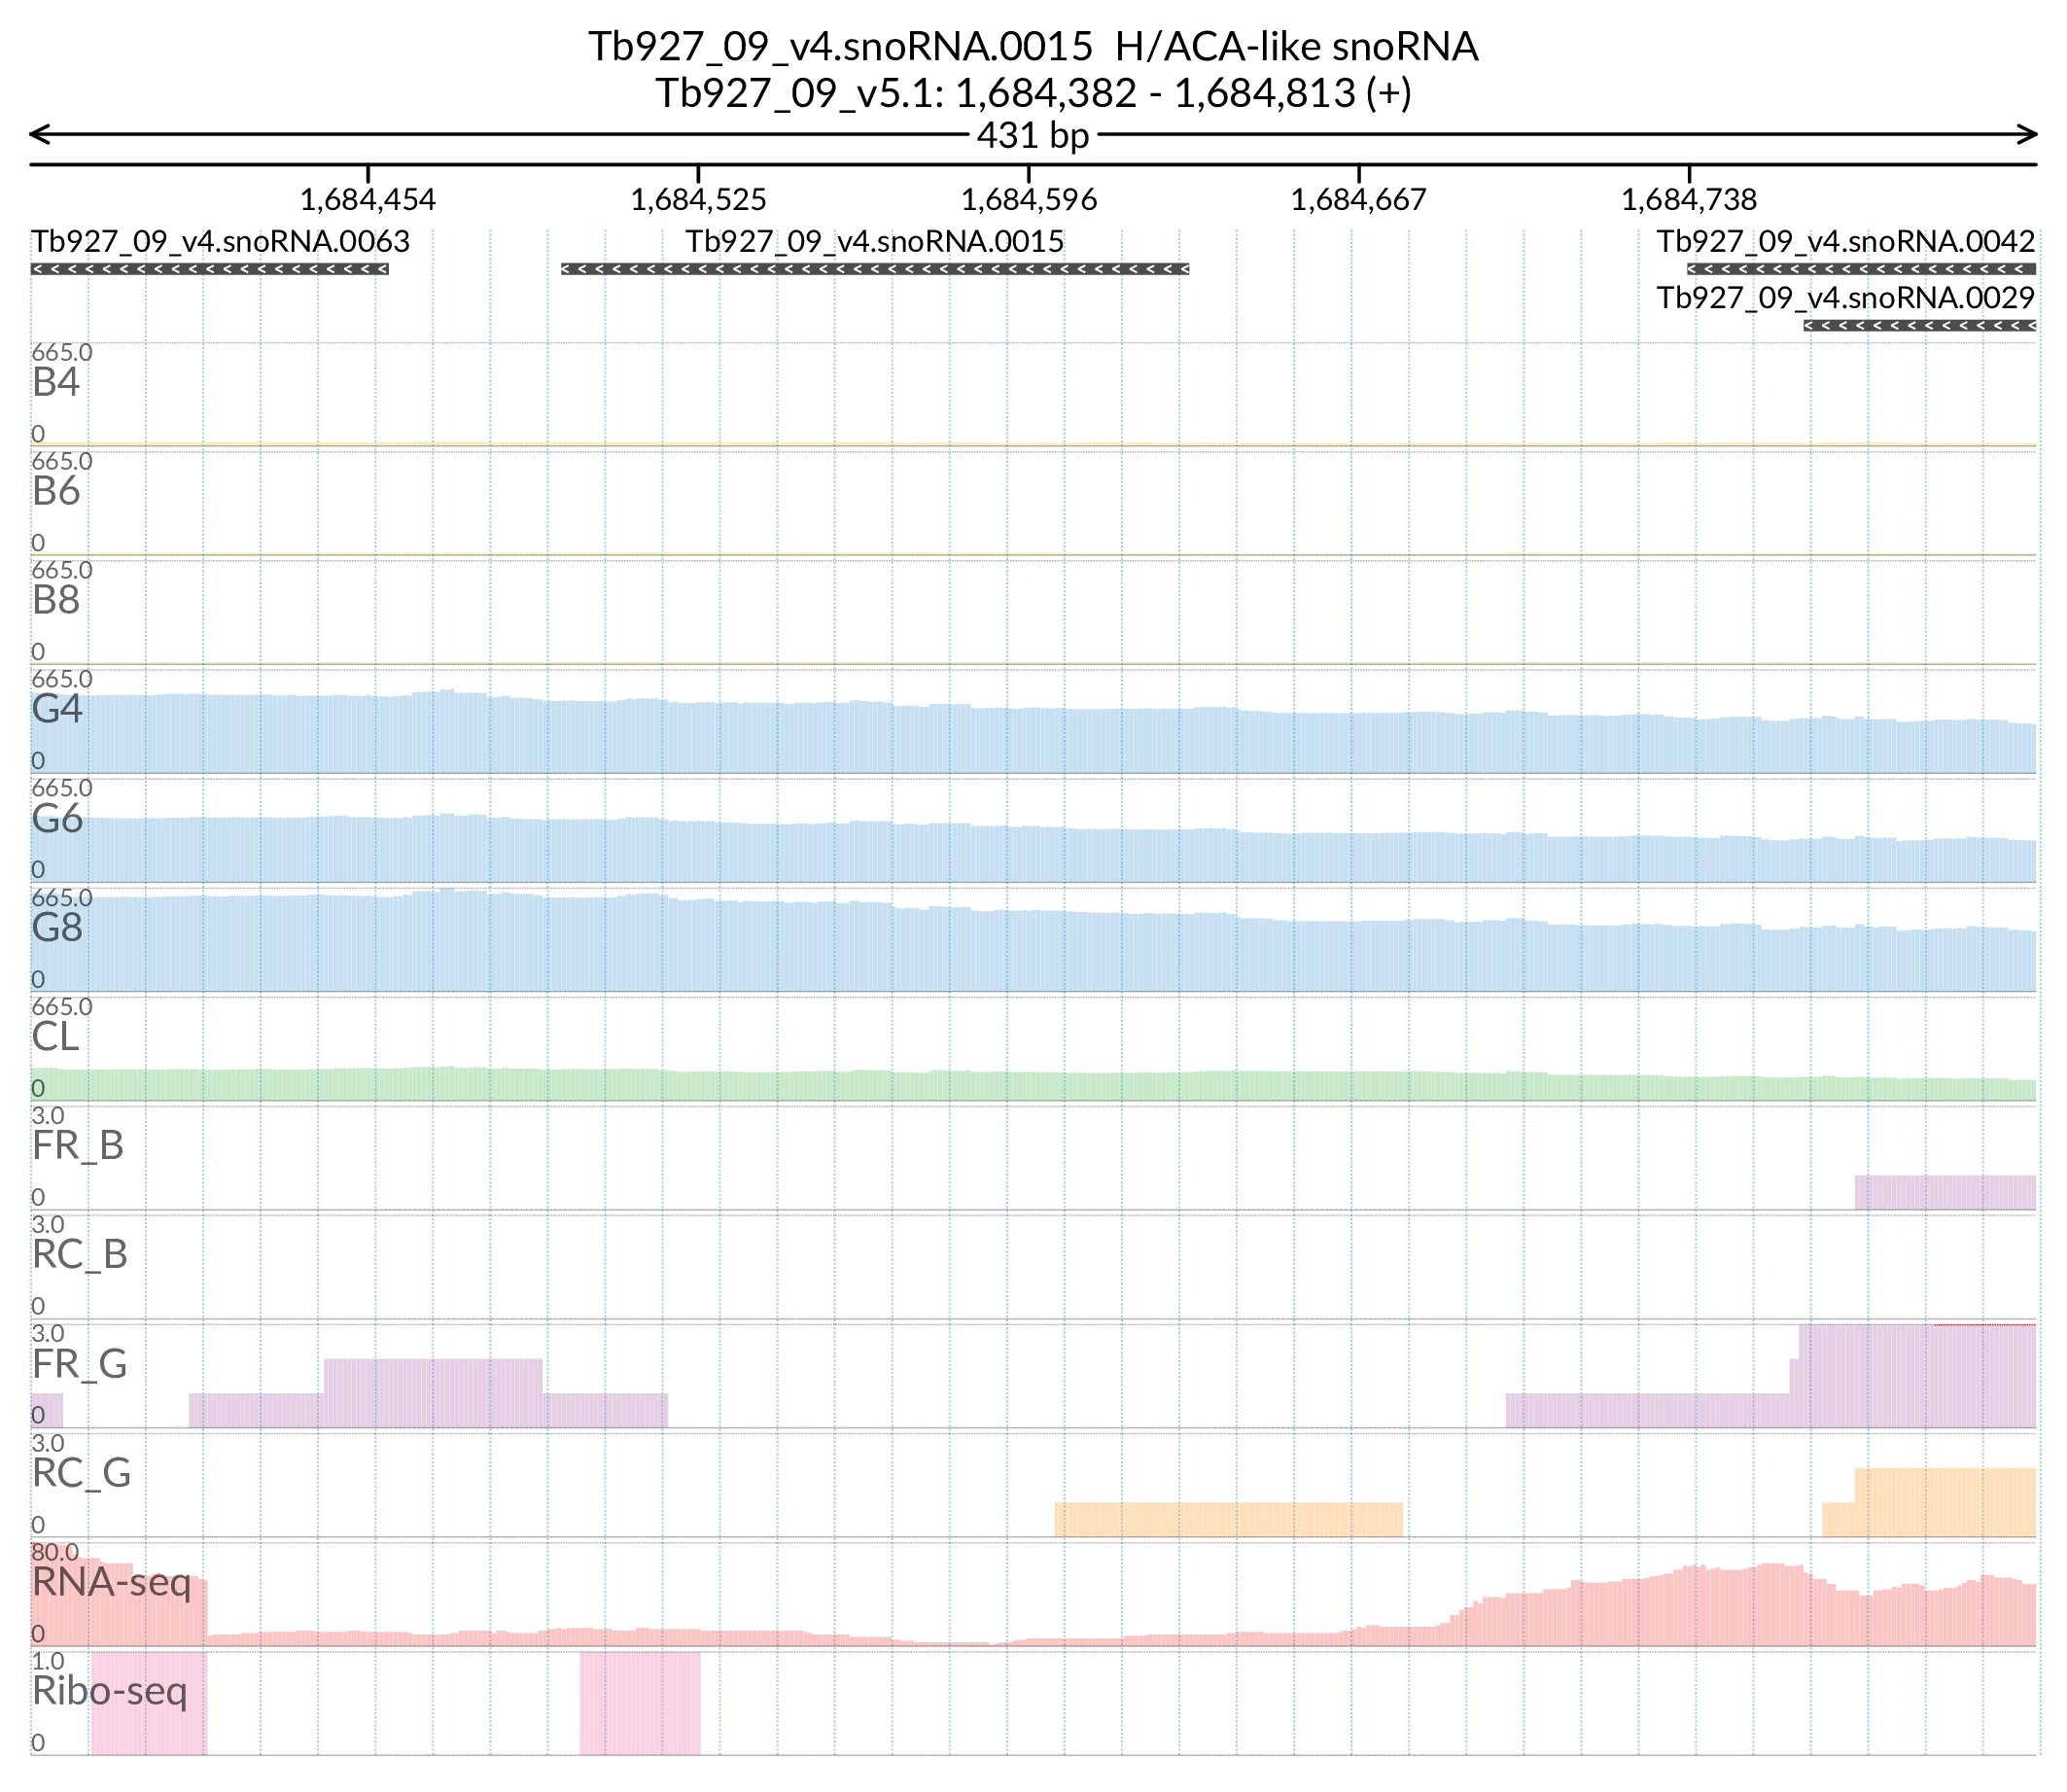 Tb927_09_v4.snoRNA.0015 H/ACA-like snoRNA
Tb927_09_v5.1: 1,684,382 - 1,684,813 (+)
431 bp
1,684,454 1,684,525 1,684,596 1,684,667 1,684,738
Tb927_09_v4.snoRNA.0063 Tb927_09_v4.snoRNA.0015 Tb927_09_v4.snoRNA.0042
Tb927_09_v4.snoRNA.0029
665.0
B4
0
665.0
B6
0
665.0
B8
0
665.0
G4
0
665.0
G6
0
665.0
G8
0
665.0
CL
0
3.0
FR_B
0
3.0
RC_B
0
3.0
FR_G
0
3.0
RC_G
0
80.0
RNA-seq
0
1.0
Ribo-seq
0